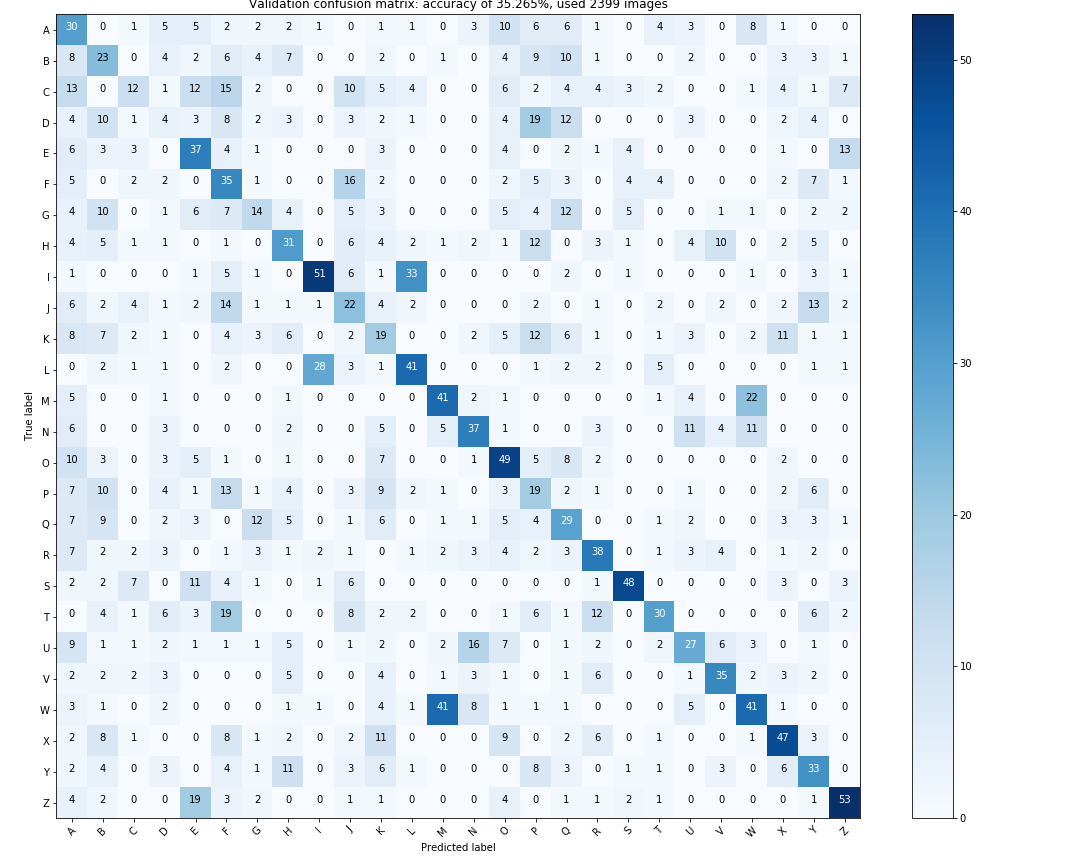 Validation confusion matrix: accuracy of 35.265%, used 2399 images
A 30 0 1 5 5 2 2 2 1 0 1 1 0 3 10 6 6 1 0 4 3 0 8 1 0 0
B 8 23 0 4 2 6 4 7 0 0 2 0 1 0 4 9 10 1 0 0 2 0 0 3 3 1
C 13 0 12 1 12 15 2 0 0 10 5 4 0 0 6 2 4 4 3 2 0 0 1 4 1 7
D 4 10 1 4 3 8 2 3 0 3 2 1 0 0 4 19 12 0 0 0 3 0 0 2 4 0
E 6 3 3 0 37 4 1 0 0 0 3 0 0 0 4 0 2 1 4 0 0 0 0 1 0 13
F 5 0 2 2 0 35 1 0 0 16 2 0 0 0 2 5 3 0 4 4 0 0 0 2 7 1
G 4 10 0 1 6 7 14 4 0 5 3 0 0 0 5 4 12 0 5 0 0 1 1 0 2 2
H 4 5 1 1 0 1 0 31 0 6 4 2 1 2 1 12 0 3 1 0 4 10 0 2 5 0
I 1 0 0 0 1 5 1 0 51 6 1 33 0 0 0 0 2 0 1 0 0 0 1 0 3 1
J 6 2 4 1 2 14 1 1 1 22 4 2 0 0 0 2 0 1 0 2 0 2 0 2 13 2
K 8 7 2 1 0 4 3 6 0 2 19 0 0 2 5 12 6 1 0 1 3 0 2 11 1 1
L 0 2 1 1 0 2 0 0 28 3 1 41 0 0 0 1 2 2 0 5 0 0 0 0 1 1
M 5 0 0 1 0 0 0 1 0 0 0 0 41 2 1 0 0 0 0 1 4 0 22 0 0 0
N 6 0 0 3 0 0 0 2 0 0 5 0 5 37 1 0 0 3 0 0 11 4 11 0 0 0
O 10 3 0 3 5 1 0 1 0 0 7 0 0 1 49 5 8 2 0 0 0 0 0 2 0 0
P 7 10 0 4 1 13 1 4 0 3 9 2 1 0 3 19 2 1 0 0 1 0 0 2 6 0
Q 7 9 0 2 3 0 12 5 0 1 6 0 1 1 5 4 29 0 0 1 2 0 0 3 3 1
R 7 2 2 3 0 1 3 1 2 1 0 1 2 3 4 2 3 38 0 1 3 4 0 1 2 0
S 2 2 7 0 11 4 1 0 1 6 0 0 0 0 0 0 0 1 48 0 0 0 0 3 0 3
T 0 4 1 6 3 19 0 0 0 8 2 2 0 0 1 6 1 12 0 30 0 0 0 0 6 2
U 9 1 1 2 1 1 1 5 0 1 2 0 2 16 7 0 1 2 0 2 27 6 3 0 1 0
V 2 2 2 3 0 0 0 5 0 0 4 0 1 3 1 0 1 6 0 0 1 35 2 3 2 0
W 3 1 0 2 0 0 0 1 1 0 4 1 41 8 1 1 1 0 0 0 5 0 41 1 0 0
X 2 8 1 0 0 8 1 2 0 2 11 0 0 0 9 0 2 6 0 1 0 0 1 47 3 0
Y 2 4 0 3 0 4 1 11 0 3 6 1 0 0 0 8 3 0 1 1 0 3 0 6 33 0
Z 4 2 0 0 19 3 2 0 0 1 1 0 0 0 4 0 1 1 2 1 0 0 0 0 1 53
A B C D E F G H I J K L M N O P Q R S T U V W X Y Z
Predicted label
True label
50
40
30
20
10
0